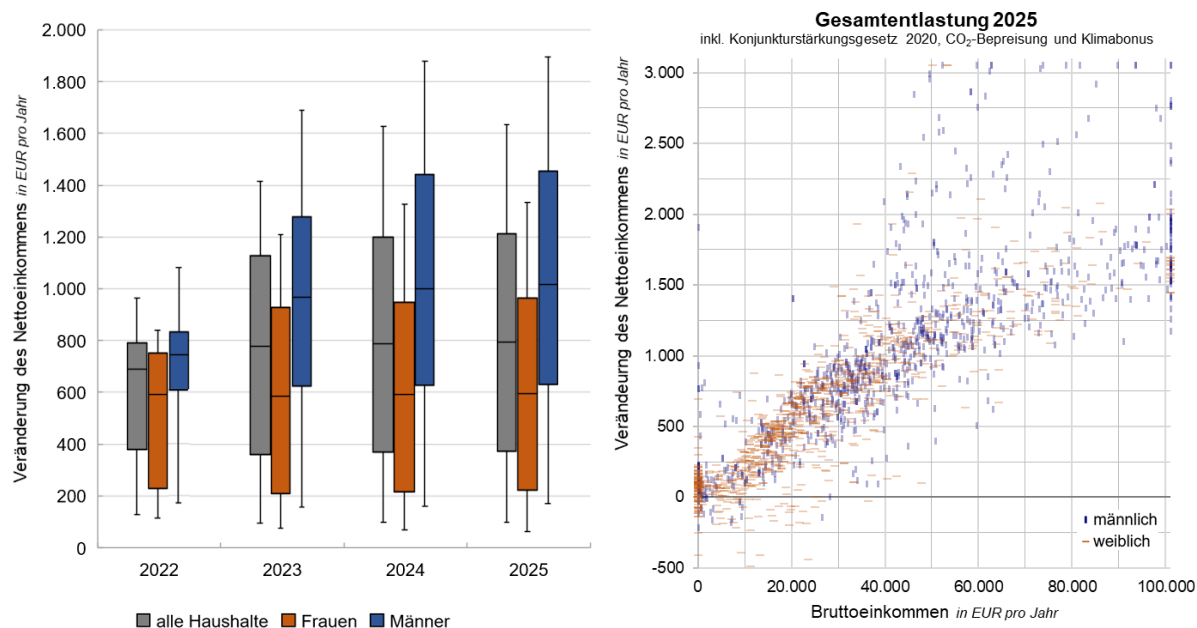 Veränderung des Nettoeinkommens in EUR pro Jahr
2.000
1.800
1.600
1.400
1.200
1.000
800
600
400
200
0
2022
2023
2024
2025
alle Haushalte
Frauen
Männer
Gesamtentlastung 2025
inkl. Konjunkturstärkungsgesetz 2020, CO₂-Bepreisung und Klimabonus
Verändeurng des Nettoeinkommens in EUR pro Jahr
3.000
2.500
2.000
1.500
1.000
500
0
-500
männlich
weiblich
0
20.000
40.000
60.000
80.000
100.000
Bruttoeinkommen in EUR pro Jahr